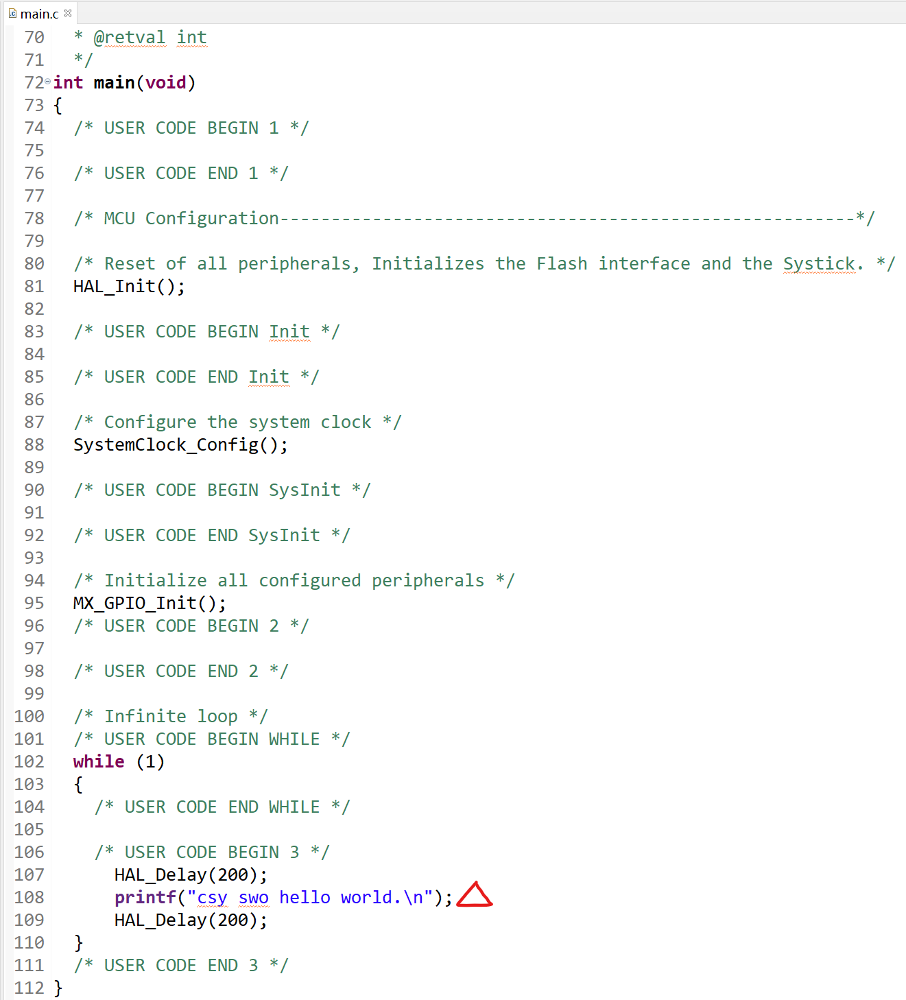 main.c
70 * @retval int
71 */
72 int main(void)
73 {
74 /* USER CODE BEGIN 1 */
75
76 /* USER CODE END 1 */
77
78 /* MCU Configuration--------------------------------------------------------*/
79
80 /* Reset of all peripherals, Initializes the Flash interface and the Systick. */
81 HAL_Init();
82
83 /* USER CODE BEGIN Init */
84
85 /* USER CODE END Init */
86
87 /* Configure the system clock */
88 SystemClock_Config();
89
90 /* USER CODE BEGIN SysInit */
91
92 /* USER CODE END SysInit */
93
94 /* Initialize all configured peripherals */
95 MX_GPIO_Init();
96 /* USER CODE BEGIN 2 */
97
98 /* USER CODE END 2 */
99
100 /* Infinite loop */
101 /* USER CODE BEGIN WHILE */
102 while (1)
103 {
104 /* USER CODE END WHILE */
105
106 /* USER CODE BEGIN 3 */
107 HAL_Delay(200);
108 printf("csy swo hello world.\n");
109 HAL_Delay(200);
110 }
111 /* USER CODE END 3 */
112 }